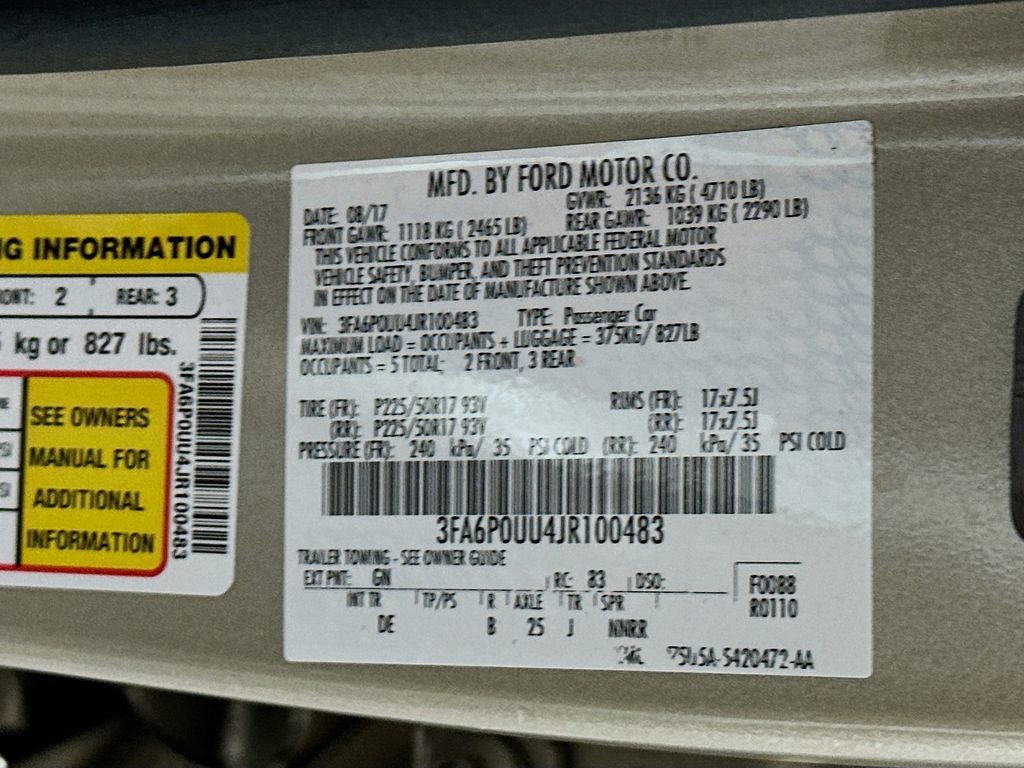 NG INFORMATION
FRONT: 2 REAR: 3
kg or 827 lbs.
SEE OWNERS
MANUAL FOR
ADDITIONAL
INFORMATION
3FA6P0UU4JR100483
MFD. BY FORD MOTOR CO.
DATE: 08/17 GVWR: 2136 KG ( 4710 LB)
FRONT GAWR: 1118 KG ( 2465 LB) REAR GAWR: 1039 KG ( 2290 LB)
THIS VEHICLE CONFORMS TO ALL APPLICABLE FEDERAL MOTOR
VEHICLE SAFETY, BUMPER, AND THEFT PREVENTION STANDARDS
IN EFFECT ON THE DATE OF MANUFACTURE SHOWN ABOVE.
VIN: 3FA6P0UU4JR100483 TYPE: Passenger Car
MAXIMUM LOAD = OCCUPANTS + LUGGAGE = 375KG/ 827LB
OCCUPANTS = 5 TOTAL; 2 FRONT, 3 REAR
TIRE (FR): P225/50R17 93V RIMS (FR): 17x7.5J
(RR): P225/50R17 93V (RR): 17x7.5J
PRESSURE (FR): 240 kPa/ 35 PSI COLD (RR): 240 kPa/ 35 PSI COLD
3FA6P0UU4JR100483
TRAILER TOWING - SEE OWNER GUIDE
EXT PNT: GN RC: 83 DSO: F0088
INT TR TP/PS R AXLE TR SPR R0110
DE B 25 J NNRR
5420472-AA